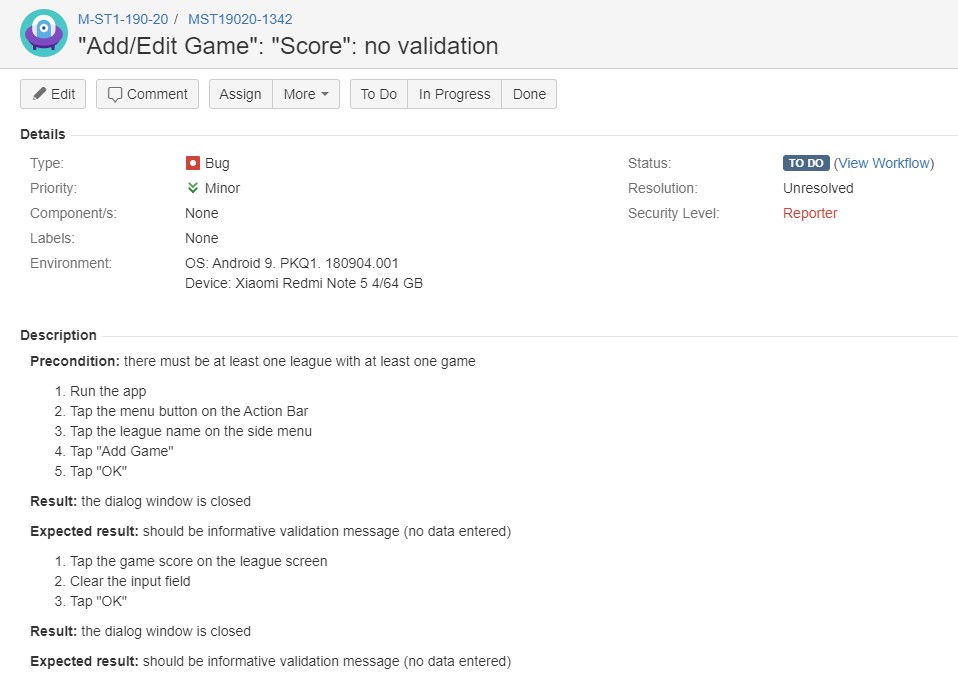 M-ST1-190-20 / MST19020-1342
"Add/Edit Game": "Score": no validation
Edit Comment Assign More To Do In Progress Done
Details
Type: Bug Status: TO DO (View Workflow)
Priority: Minor Resolution: Unresolved
Component/s: None Security Level: Reporter
Labels: None
Environment: OS: Android 9. PKQ1. 180904.001
Device: Xiaomi Redmi Note 5 4/64 GB
Description
Precondition: there must be at least one league with at least one game
1. Run the app
2. Tap the menu button on the Action Bar
3. Tap the league name on the side menu
4. Tap "Add Game"
5. Tap "OK"
Result: the dialog window is closed
Expected result: should be informative validation message (no data entered)
1. Tap the game score on the league screen
2. Clear the input field
3. Tap "OK"
Result: the dialog window is closed
Expected result: should be informative validation message (no data entered)